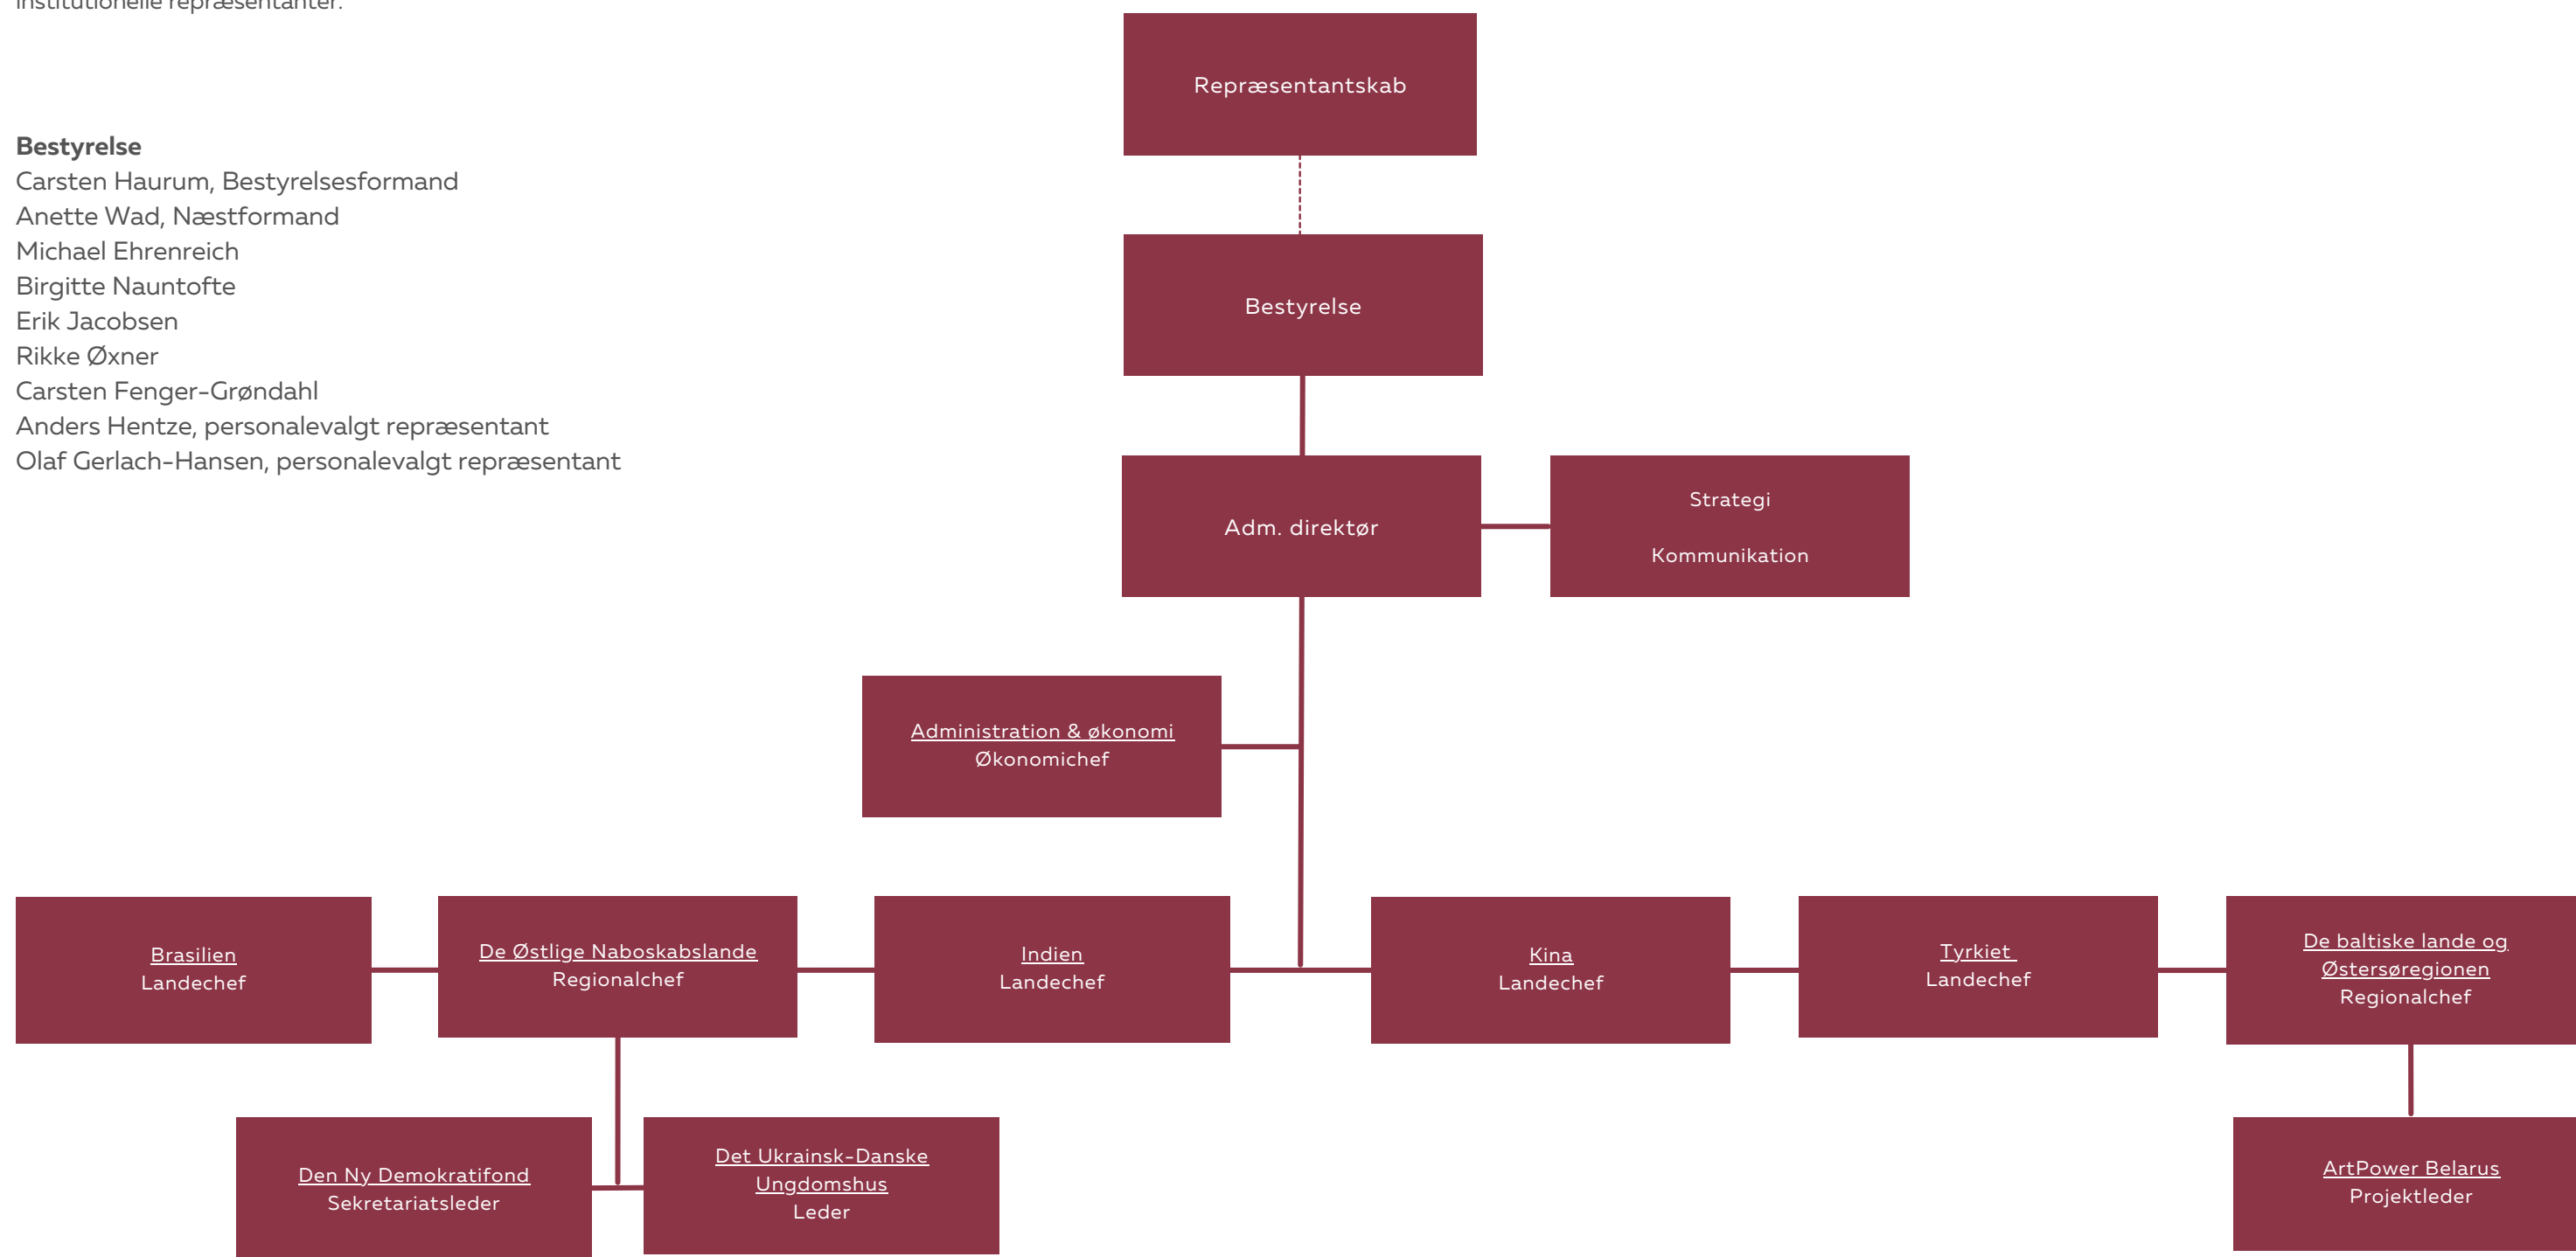 institutionelle repræsentanter.
Bestyrelse
Carsten Haurum, Bestyrelsesformand
Anette Wad, Næstformand
Michael Ehrenreich
Birgitte Nauntofte
Erik Jacobsen
Rikke Øxner
Carsten Fenger-Grøndahl
Anders Hentze, personalevalgt repræsentant
Olaf Gerlach-Hansen, personalevalgt repræsentant
Repræsentantskab
Bestyrelse
Adm. direktør
Strategi
Kommunikation
Administration & økonomi
Økonomichef
Brasilien
Landechef
De Østlige Naboskabslande
Regionalchef
Indien
Landechef
Kina
Landechef
Tyrkiet
Landechef
De baltiske lande og
Østersøregionen
Regionalchef
Den Ny Demokratifond
Sekretariatsleder
Det Ukrainsk-Danske
Ungdomshus
Leder
ArtPower Belarus
Projektleder